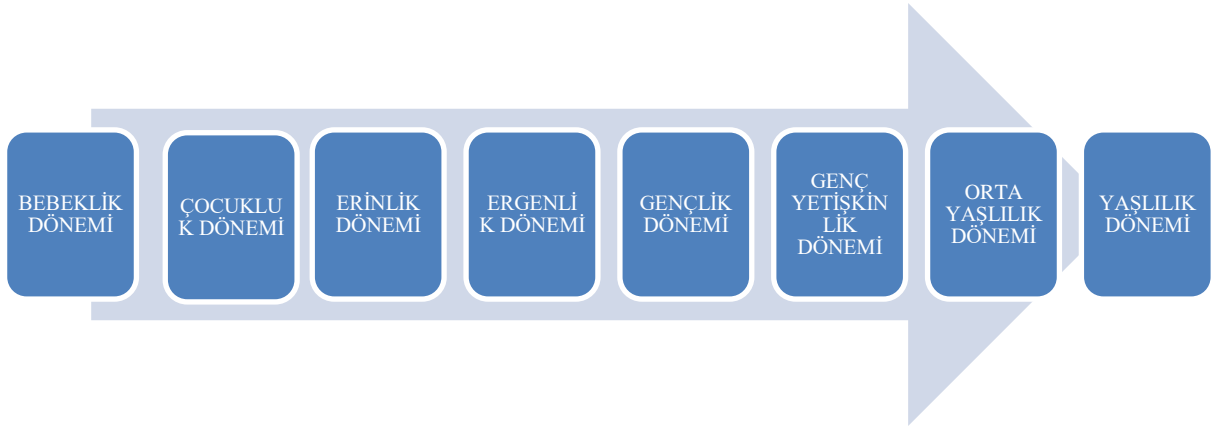 BEBEKLİK
DÖNEMİ
ÇOCUKLU
K DÖNEMİ
ERİNLİK
DÖNEMİ
ERGENLİ
K DÖNEMİ
GENÇLİK
DÖNEMİ
GENÇ
YETİŞKİN
LİK
DÖNEMİ
ORTA
YAŞLILIK
DÖNEMİ
YAŞLILIK
DÖNEMİ